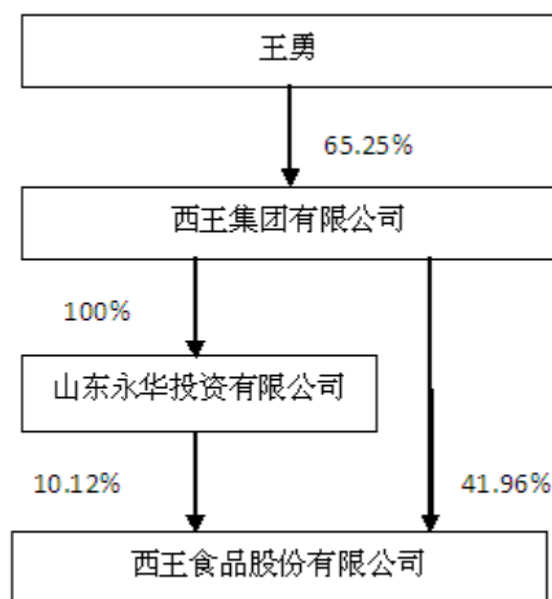 王勇
65.25%
西王集团有限公司
100%
山东永华投资有限公司
10.12%
41.96%
西王食品股份有限公司